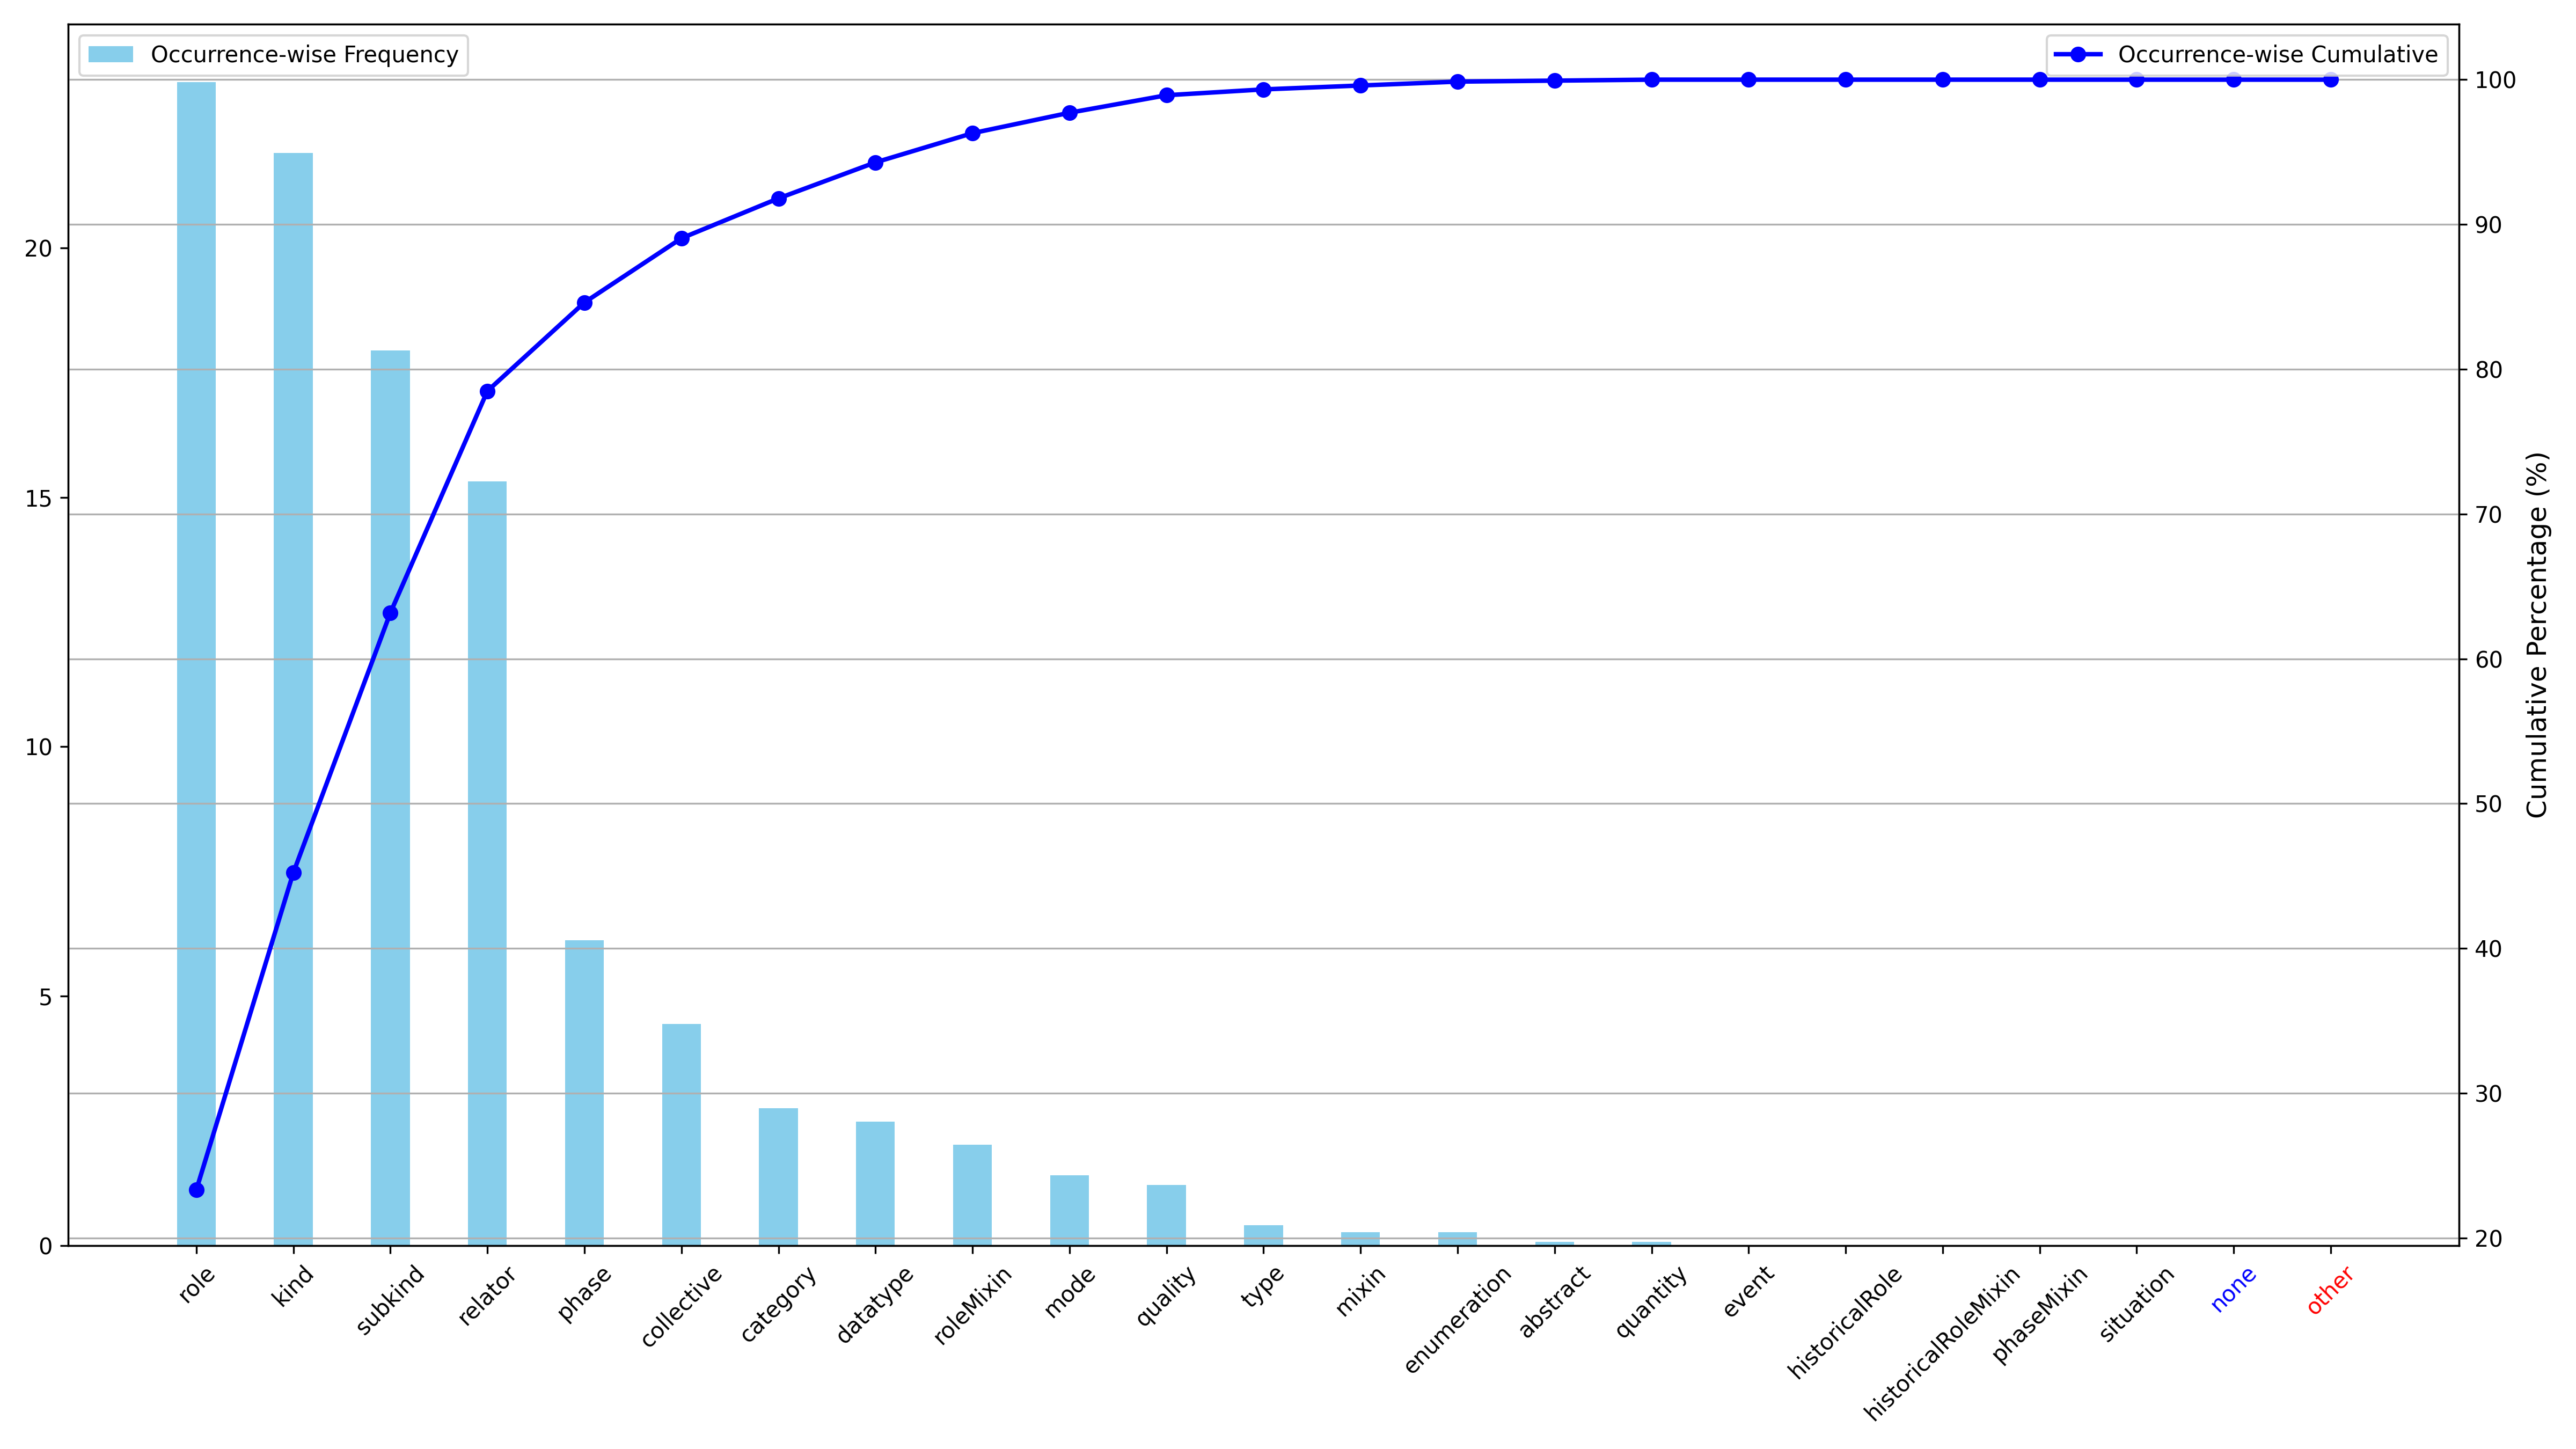 Occurrence-wise Frequency
Occurrence-wise Cumulative
20
15
10
5
0
100
90
80
70
60
50
40
30
20
Cumulative Percentage (%)
role
kind
subkind
relator
phase
collective
category
datatype
roleMixin
mode
quality
type
mixin
enumeration
abstract
quantity
event
historicalRole
historicalRoleMixin
phaseMixin
situation
none
other